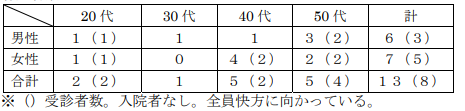 20代 30代 40代 50代 計
男性 1（1） 1 1 3（2） 6（3）
女性 1（1） 0 4（2） 2（2） 7（5）
合計 2（2） 1 5（2） 5（4） 13（8）
※（）受診者数。入院者なし。全員快方に向かっている。